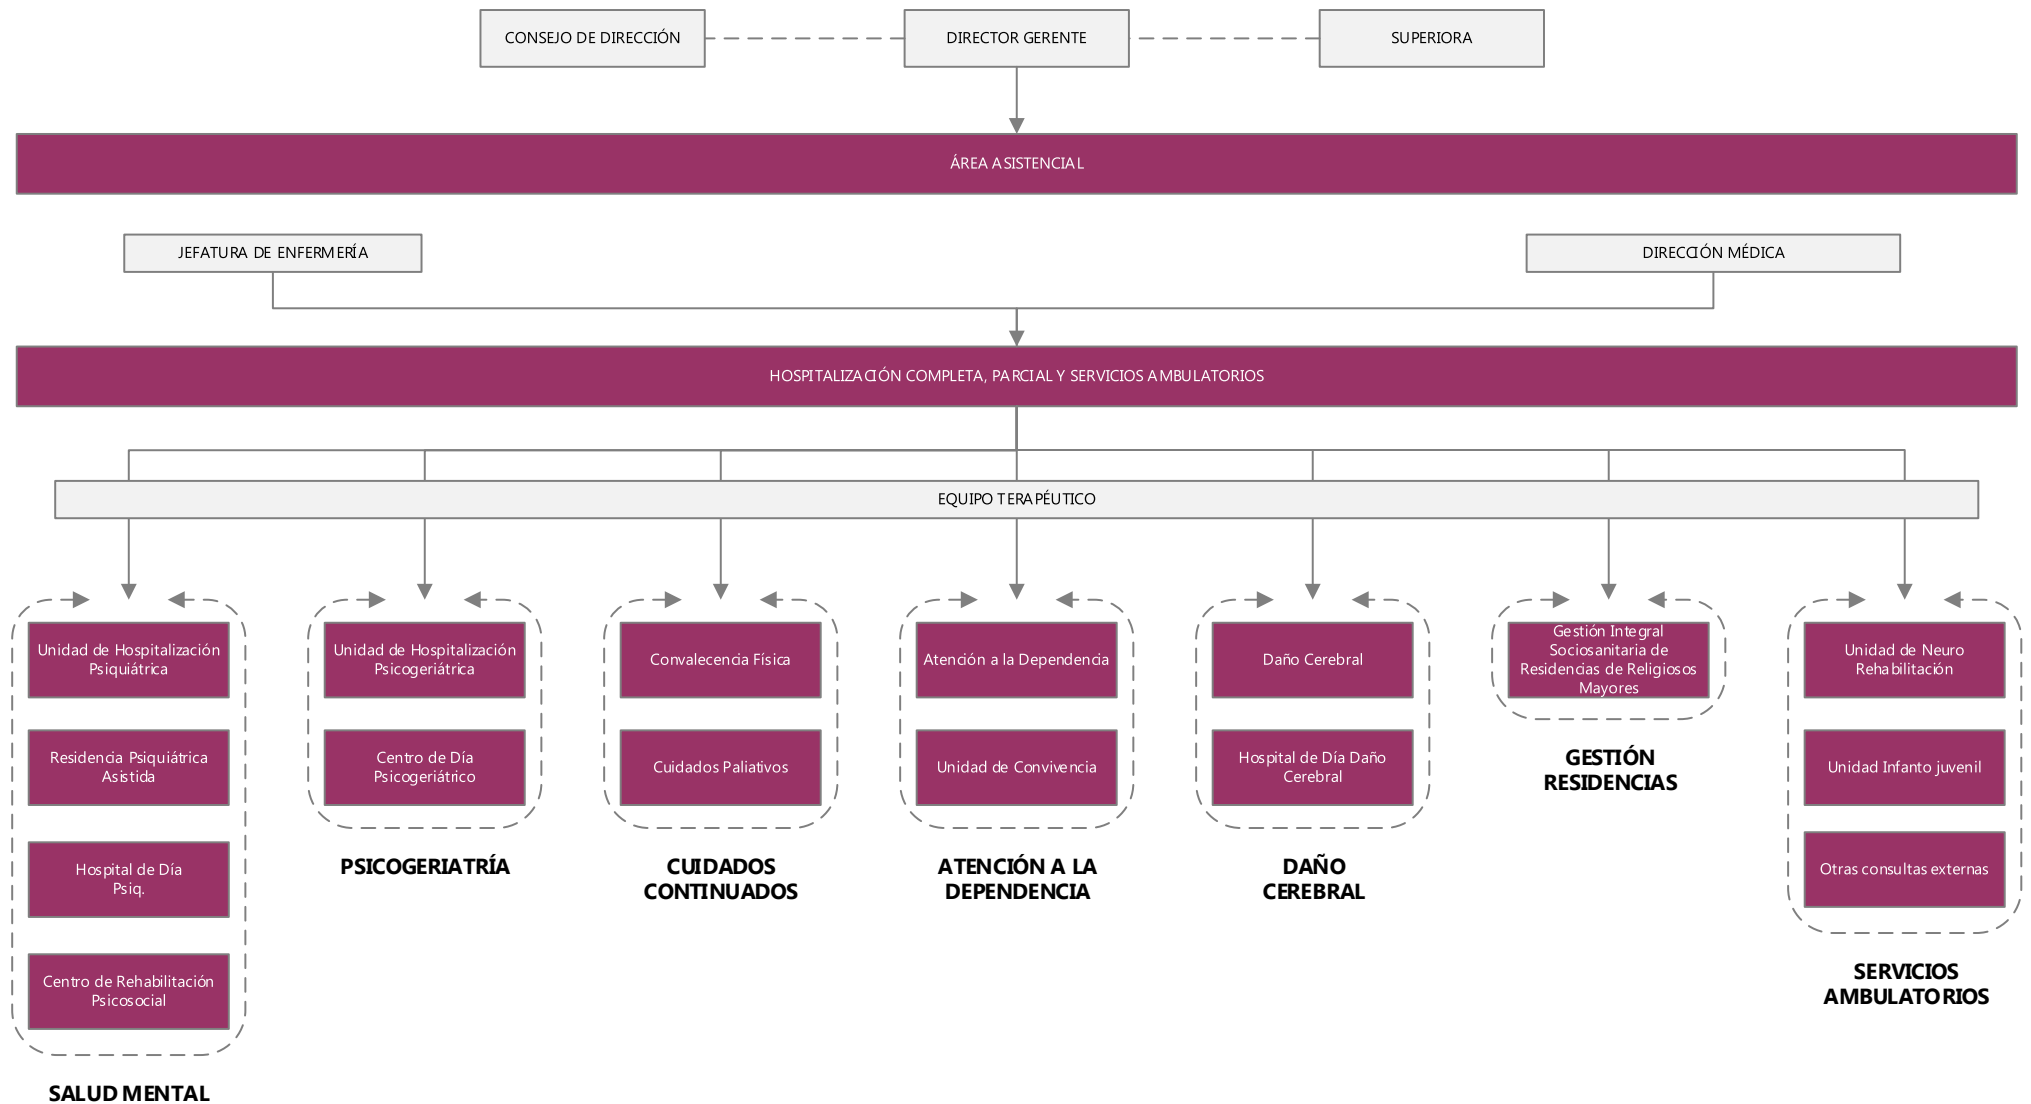 CONSEJO DE DIRECCIÓN
DIRECTOR GERENTE
SUPERIORA
ÁREA ASISTENCIAL
JEFATURA DE ENFERMERÍA
DIRECCIÓN MÉDICA
HOSPITALIZACIÓN COMPLETA, PARCIAL Y SERVICIOS AMBULATORIOS
EQUIPO TERAPÉUTICO
Unidad de Hospitalización
Psiquiátrica
Residencia Psiquiátrica
Asistida
Hospital de Día
Psiq.
Centro de Rehabilitación
Psicosocial
SALUD MENTAL
Unidad de Hospitalización
Psicogeriátrica
Centro de Día
Psicogeriátrico
PSICOGERIATRÍA
Convalecencia Física
Cuidados Paliativos
CUIDADOS
CONTINUADOS
Atención a la Dependencia
Unidad de Convivencia
ATENCIÓN A LA
DEPENDENCIA
Daño Cerebral
Hospital de Día Daño
Cerebral
DAÑO
CEREBRAL
Gestión Integral
Sociosanitaria de
Residencias de Religiosos
Mayores
GESTIÓN
RESIDENCIAS
Unidad de Neuro
Rehabilitación
Unidad Infanto juvenil
Otras consultas externas
SERVICIOS
AMBULATORIOS